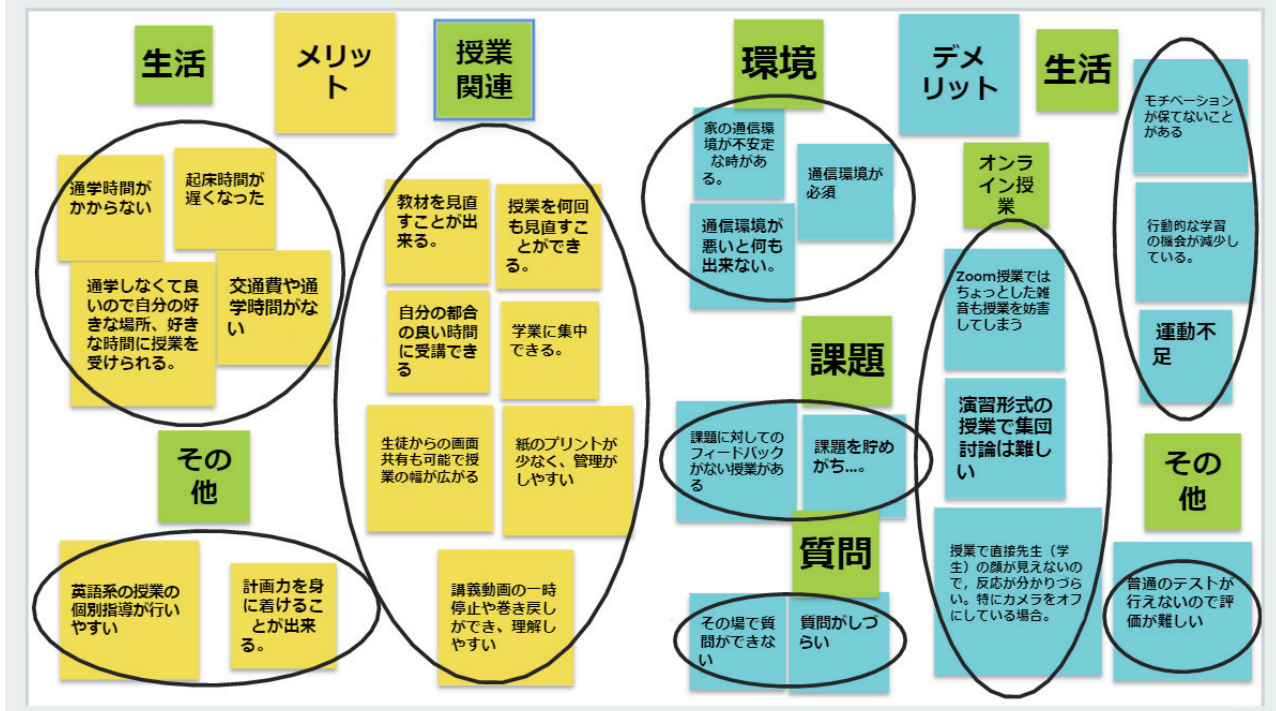 生活
メリッ
ト
授業
関連
通学時間が
かからない
起床時間が
遅くなった
通学しなくて良
いので自分の好
きな場所、好き
な時間に授業を
受けられる。
交通費や通
学時間がな
い
教材を見直
すことが出
来る。
授業を何回
も見直すこ
とができ
る。
自分の都合
の良い時間
に受講でき
る
学業に集中
できる。
生徒からの画面
共有も可能で授
業の幅が広がる
紙のプリントが
少なく、管理が
しやすい
講義動画の一時
停止や巻き戻し
ができ、理解し
やすい
その
他
英語系の授業の
個別指導が行い
やすい
計画力を身
に着けるこ
とが出来
る。
環境
デメ
リット
生活
家の通信環
境が不安定
な時があ
る。
通信環境が
必須
通信環境が
悪いと何も
出来ない。
課題
課題に対しての
フィードバック
がない授業があ
る
課題を貯め
がち...。
質問
その場で質
問ができな
い
質問がしづ
らい
オンラ
イン授
業
Zoom授業では
ちょっとした雑
音も授業を妨害
してしまう
演習形式の
授業で集団
討論は難し
い
授業で直接先生（学
生）の顔が見えないの
で，反応が分かりづら
い。特にカメラをオフ
にしている場合。
モチベーション
が保てないこと
がある
行動的な学習
の機会が減少し
ている。
運動不
足
その
他
普通のテストが
行えないので評
価が難しい